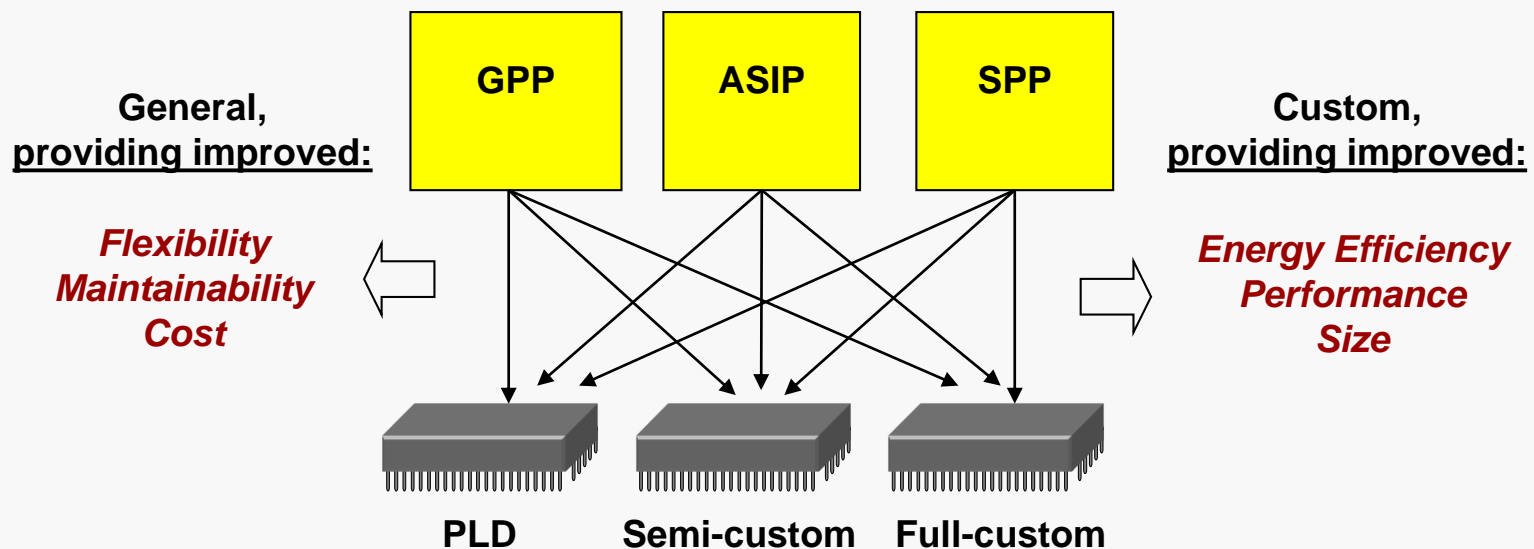 GPP
ASIP
SPP
General,
providing improved:
Flexibility
Maintainability
Cost
Custom,
providing improved:
Energy Efficiency
Performance
Size
PLD
Semi-custom
Full-custom